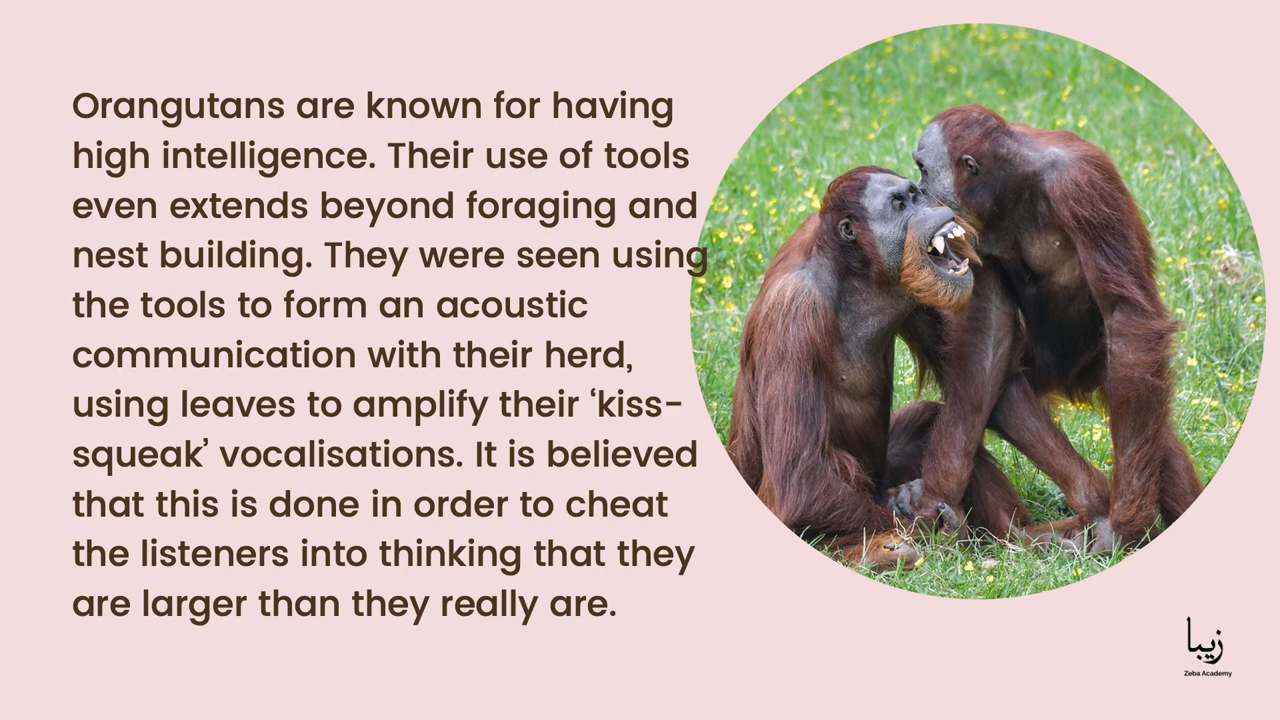 Orangutans are known for having
high intelligence. Their use of tools
even extends beyond foraging and
nest building. They were seen using
the tools to form an acoustic
communication with their herd,
using leaves to amplify their ‘kiss-
squeak’ vocalisations. It is believed
that this is done in order to cheat
the listeners into thinking that they
are larger than they really are.
زیبا
Zeba Academy